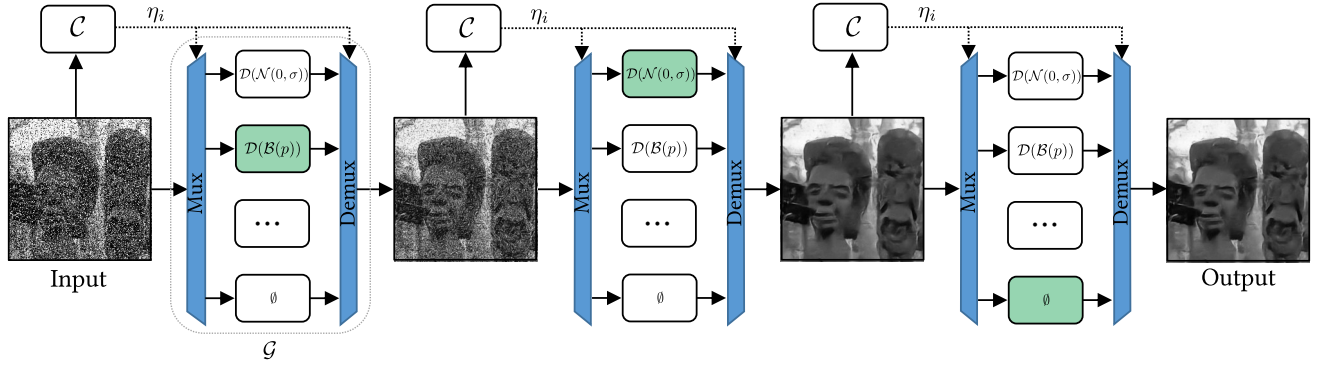 𝒞
η_i
Mux
𝒟(𝒩(0, σ))
𝒟(ℬ(p))
...
∅
Demux
𝒢
Input
𝒞
η_i
Mux
𝒟(𝒩(0, σ))
𝒟(ℬ(p))
...
∅
Demux
𝒞
η_i
Mux
𝒟(𝒩(0, σ))
𝒟(ℬ(p))
...
∅
Demux
Output